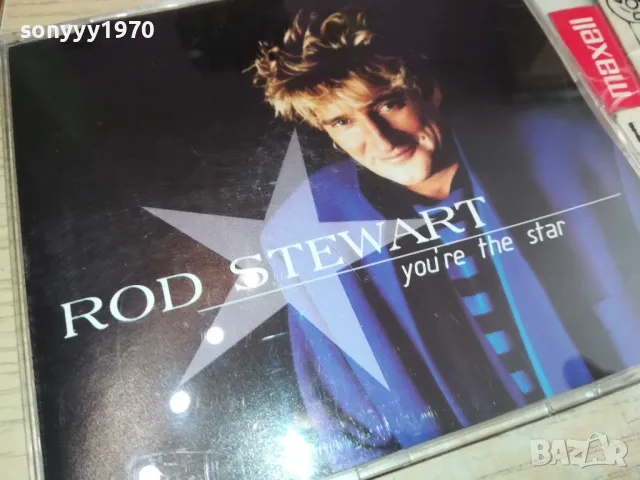 sonyyy1970
maxell
ROD STEWART
you're the star
BAZAR